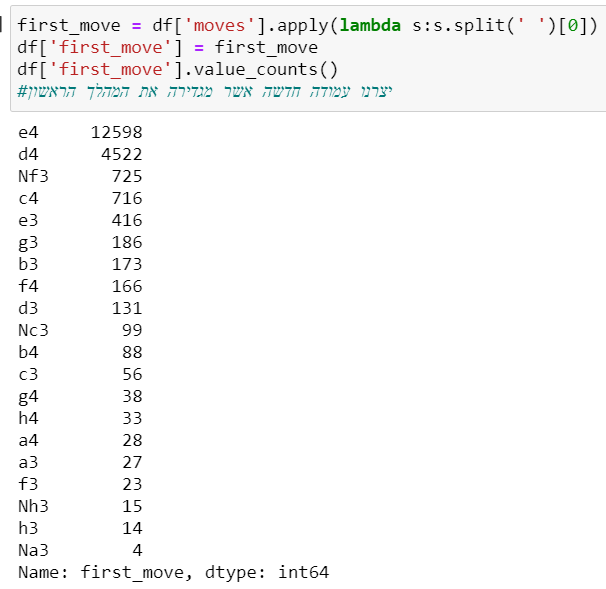 first_move = df['moves'].apply(lambda s:s.split(' ')[0])
df['first_move'] = first_move
df['first_move'].value_counts()
#יצרנו עמודה חדשה אשר מגדירה את המהלך הראשון
e4     12598
d4      4522
Nf3      725
c4       716
e3       416
g3       186
b3       173
f4       166
d3       131
Nc3       99
b4        88
c3        56
g4        38
h4        33
a4        28
a3        27
f3        23
Nh3       15
h3        14
Na3        4
Name: first_move, dtype: int64